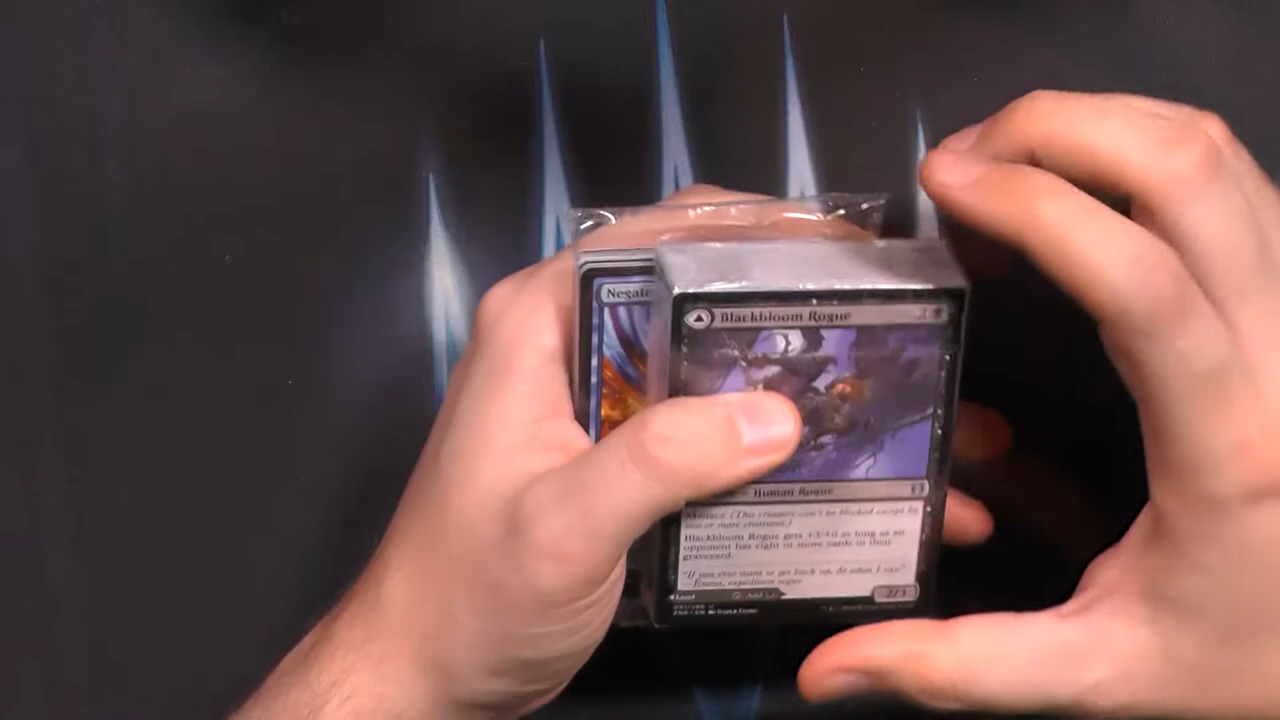 Negate
Blackbloom Rogue
Human Rogue
Menace (This creature can't be blocked except by
two or more creatures.)
Blackbloom Rogue gets +3/+0 as long as an
opponent has eight or more cards in their
graveyard.
"If you ever want to get back up, do what I say."
expedition rogue
Land
Add
2/3